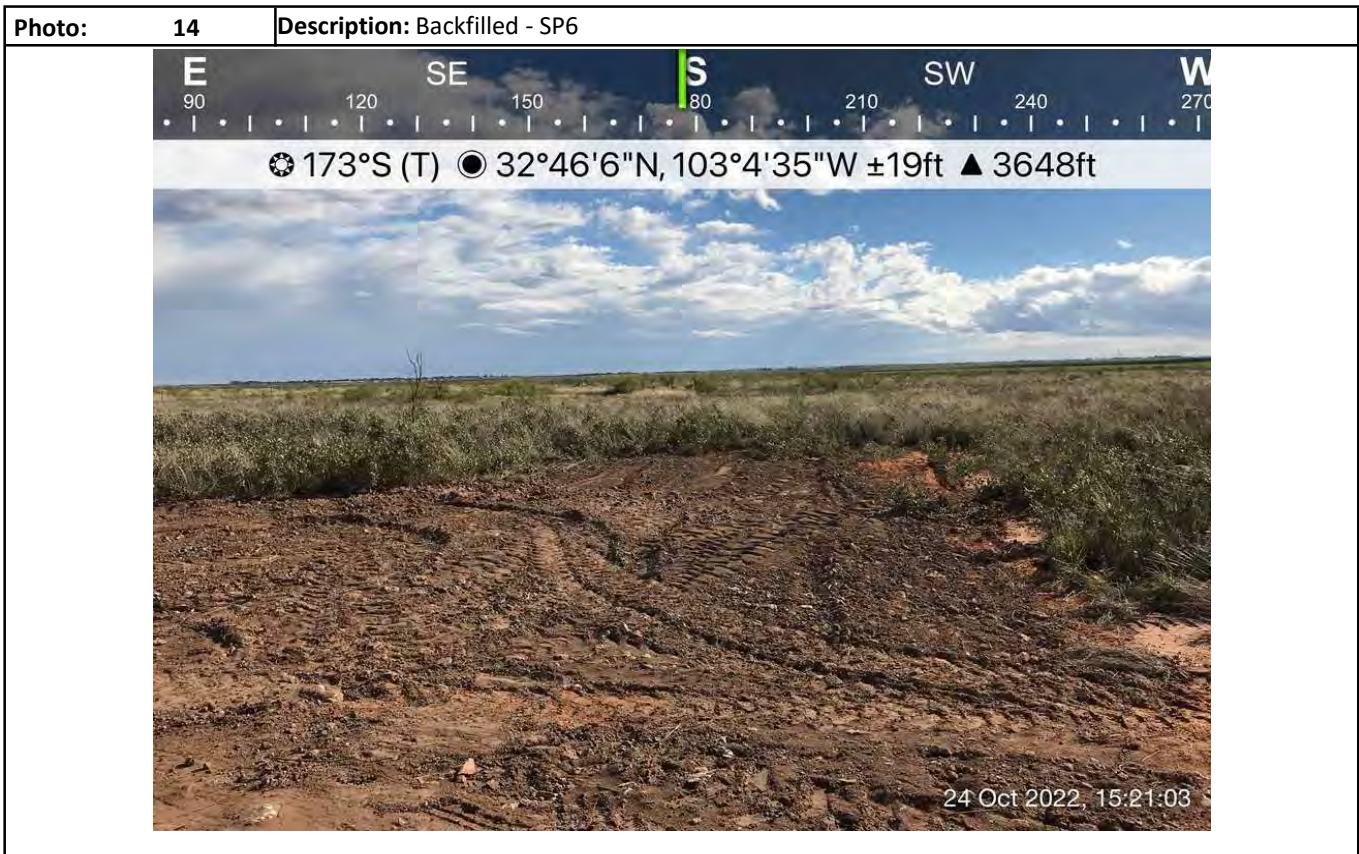 Photo: 14 Description: Backfilled - SP6
E SE S SW W
90 120 150 80 210 240 270
173°S (T) 32°46'6"N, 103°4'35"W ±19ft ▲ 3648ft
24 Oct 2022, 15:21:03